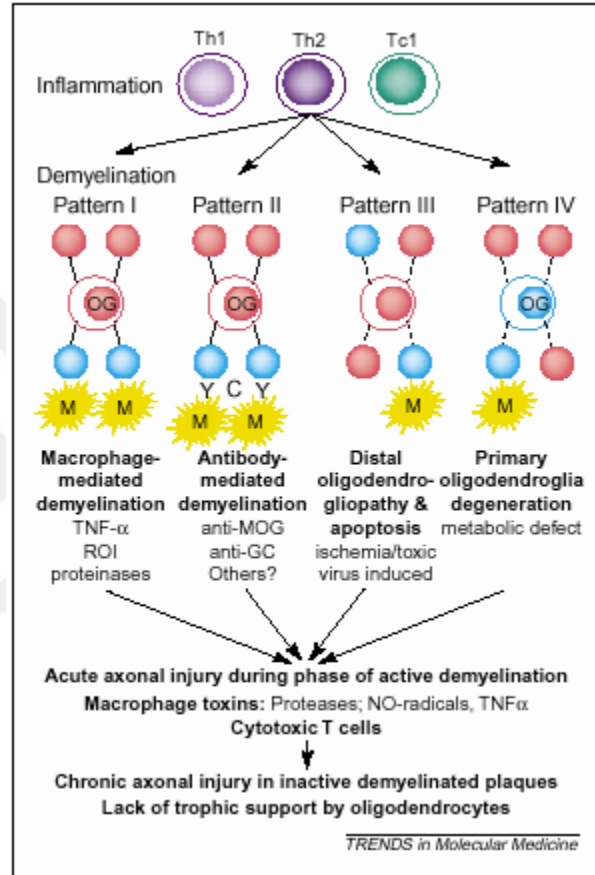 Th1 Th2 Tc1
Inflammation
Demyelination
Pattern I Pattern II Pattern III Pattern IV
OG OG OG
Y C Y
M M M M M M
Macrophage-
mediated
demyelination
TNF-α
ROI
proteinases
Antibody-
mediated
demyelination
anti-MOG
anti-GC
Others?
Distal
oligodendro-
gliopathy &
apoptosis
ischemia/toxic
virus induced
Primary
oligodendroglia
degeneration
metabolic defect
Acute axonal injury during phase of active demyelination
Macrophage toxins: Proteases; NO-radicals, TNFα
Cytotoxic T cells
Chronic axonal injury in inactive demyelinated plaques
Lack of trophic support by oligodendrocytes
TRENDS in Molecular Medicine